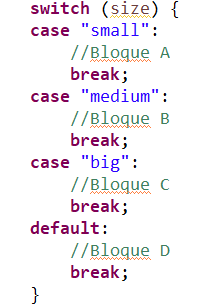 switch (size) {
case "small":
    //Bloque A
    break;
case "medium":
    //Bloque B
    break;
case "big":
    //Bloque C
    break;
default:
    //Bloque D
    break;
}